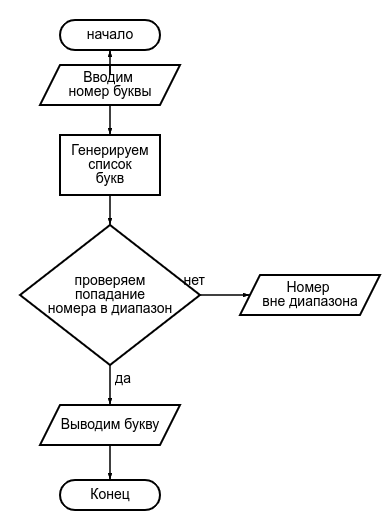 начало
Вводим
номер буквы
Генерируем
список
букв
проверяем
попадание
номера в диапазон
нет
Номер
вне диапазона
да
Выводим букву
Конец